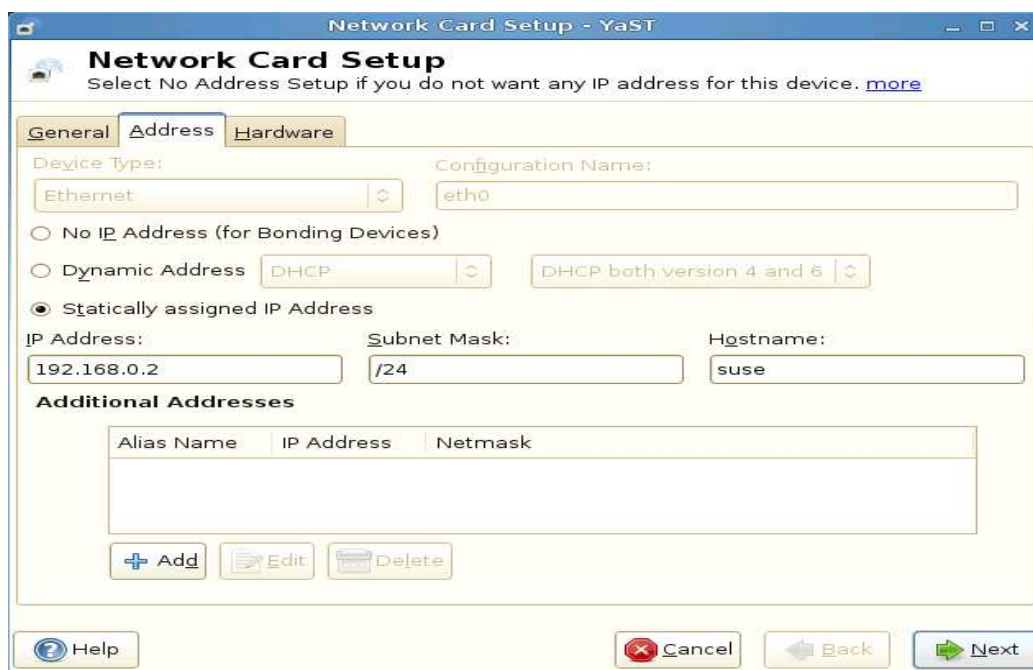 Network Card Setup - YaST
Network Card Setup
Select No Address Setup if you do not want any IP address for this device. more
General Address Hardware
Device Type: Configuration Name:
Ethernet eth0
No IP Address (for Bonding Devices)
Dynamic Address DHCP DHCP both version 4 and 6
Statically assigned IP Address
IP Address: Subnet Mask: Hostname:
192.168.0.2 /24 suse
Additional Addresses
Alias Name IP Address Netmask
Add Edit Delete
Help Cancel Back Next